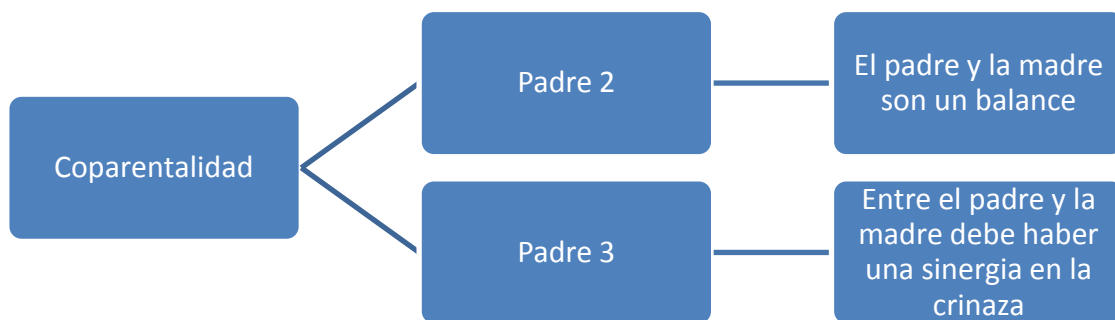 Coparentalidad
Padre 2
El padre y la madre
son un balance
Padre 3
Entre el padre y la
madre debe haber
una sinergia en la
crinaza